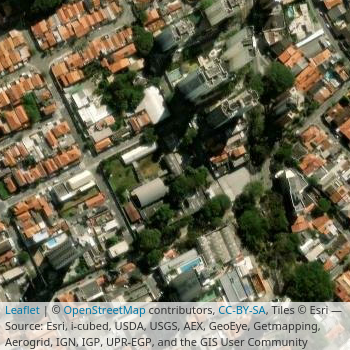 Leaflet | © OpenStreetMap contributors, CC-BY-SA, Tiles © Esri —
Source: Esri, i-cubed, USDA, USGS, AEX, GeoEye, Getmapping,
Aerogrid, IGN, IGP, UPR-EGP, and the GIS User Community